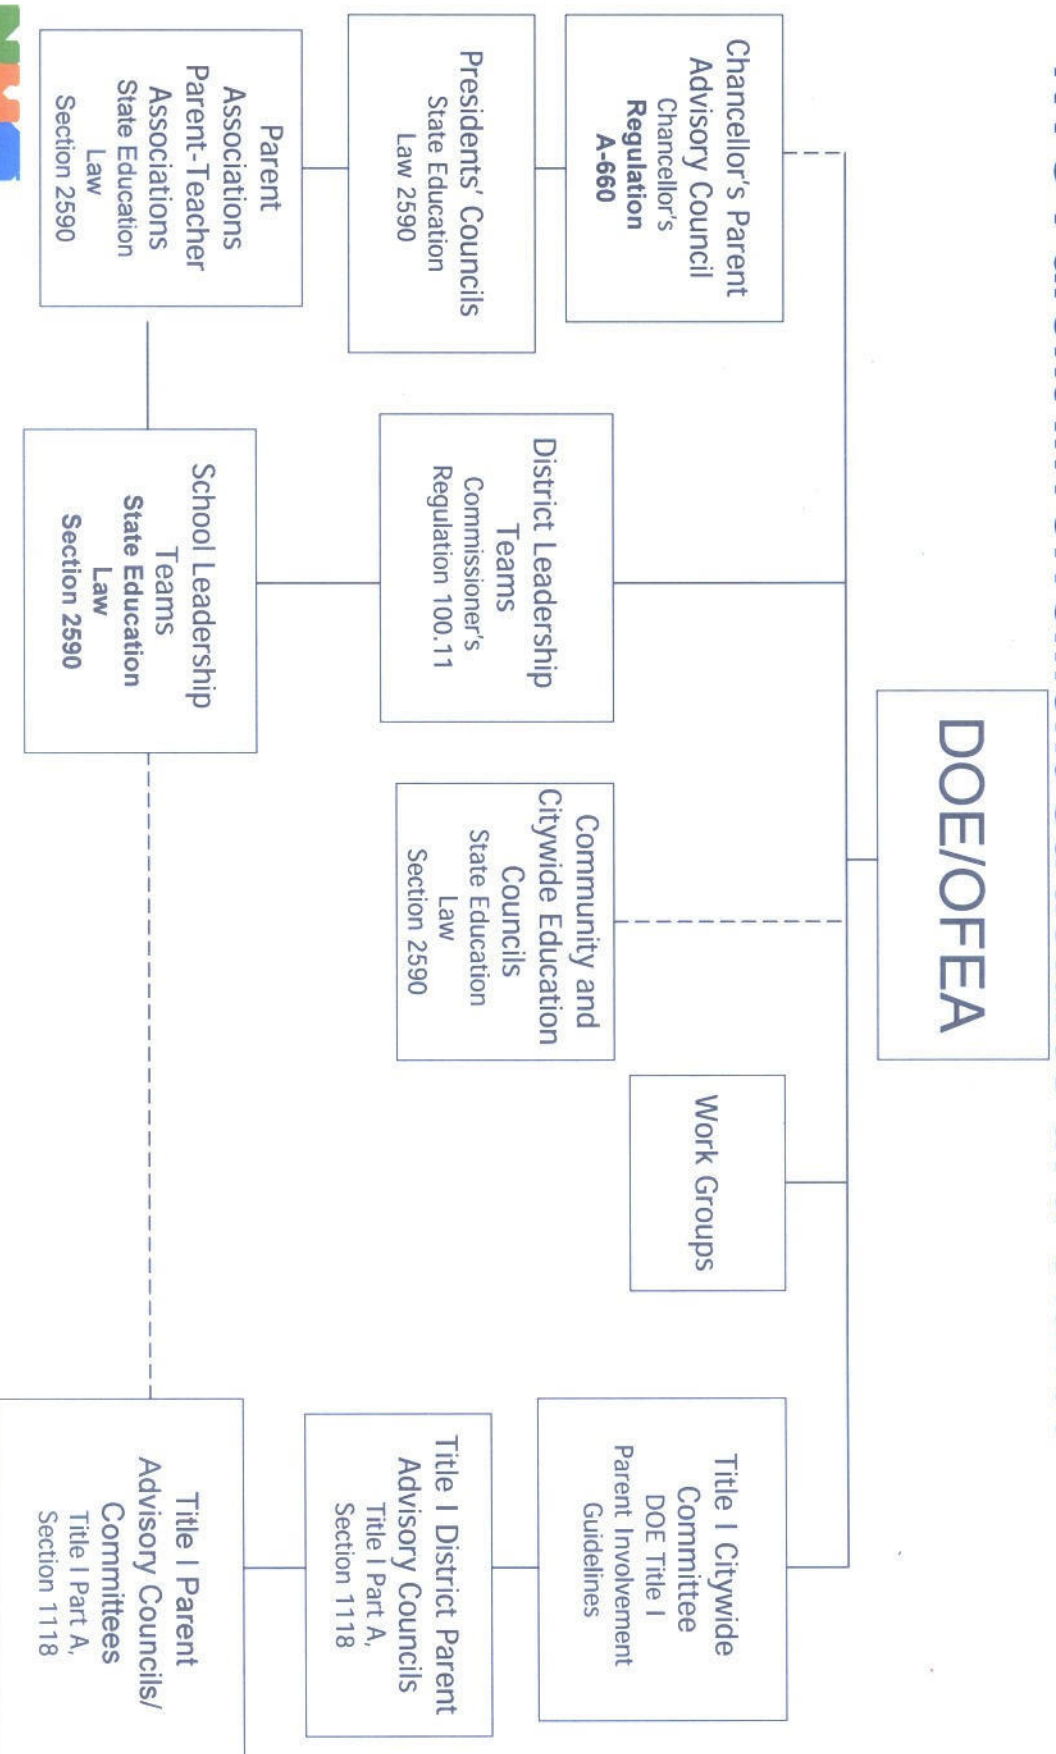 DOE/OFEA
Chancellor's Parent
Advisory Council
Chancellor's
Regulation
A-660
Presidents' Councils
State Education
Law 2590
Parent
Associations
Parent-Teacher
Associations
State Education
Law
Section 2590
District Leadership
Teams
Commissioner's
Regulation 100.11
School Leadership
Teams
State Education
Law
Section 2590
Community and
Citywide Education
Councils
State Education
Law
Section 2590
Work Groups
Title I Citywide
Committee
DOE Title I
Parent Involvement
Guidelines
Title I District Parent
Advisory Councils
Title I Part A,
Section 1118
Title I Parent
Advisory Councils/
Committees
Title I Part A,
Section 1118